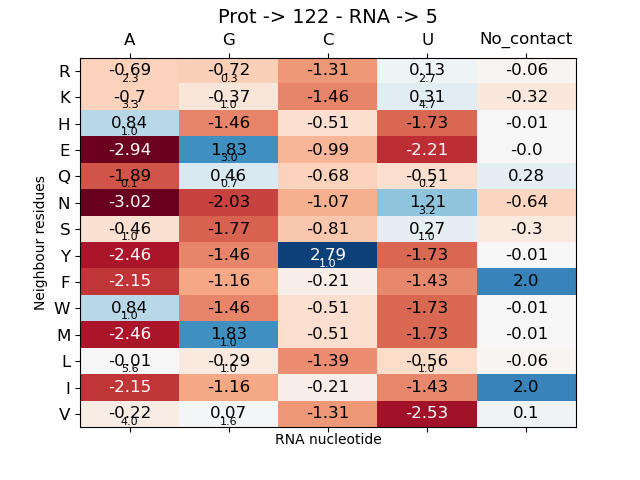 Prot -> 122 - RNA -> 5
A G C U No_contact
R -0.69 -0.72 -1.31 0.13 -0.06
2.3 0.3 2.7
K -0.7 -0.37 -1.46 0.31 -0.32
3.3 1.0 4.7
H 0.84 -1.46 -0.51 -1.73 -0.01
1.0
E -2.94 1.83 -0.99 -2.21 -0.0
3.0
Q -1.89 0.46 -0.68 -0.51 0.28
0.1 0.7 0.2
N -3.02 -2.03 -1.07 1.21 -0.64
3.2
S -0.46 -1.77 -0.81 0.27 -0.3
1.0 1.0
Y -2.46 -1.46 2.79 -1.73 -0.01
1.0
F -2.15 -1.16 -0.21 -1.43 2.0
W 0.84 -1.46 -0.51 -1.73 -0.01
1.0
M -2.46 1.83 -0.51 -1.73 -0.01
1.0
L -0.01 -0.29 -1.39 -0.56 -0.06
5.6 1.0 1.0
I -2.15 -1.16 -0.21 -1.43 2.0
V -0.22 0.07 -1.31 -2.53 0.1
4.0 1.6
RNA nucleotide
Neighbour residues